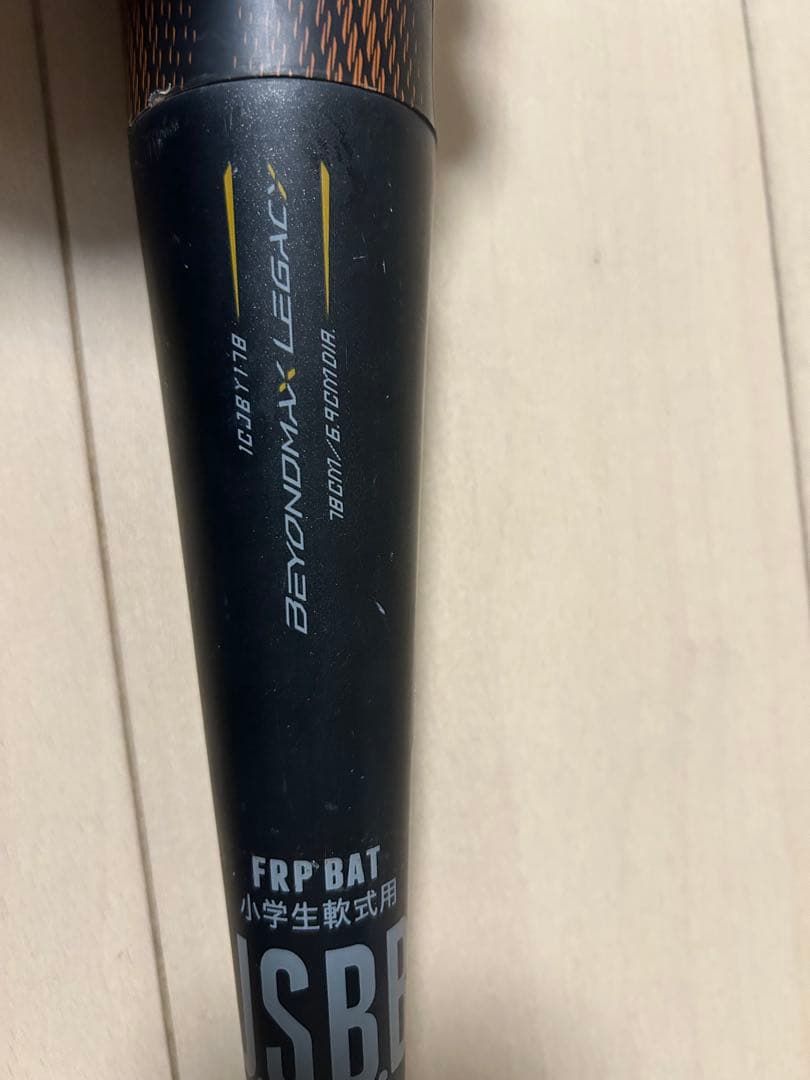 1CJBY178
BEYONDMAX LEGACY
78CM/6.9CMDIA.
FRP BAT
小学生軟式用
J.S.B.B